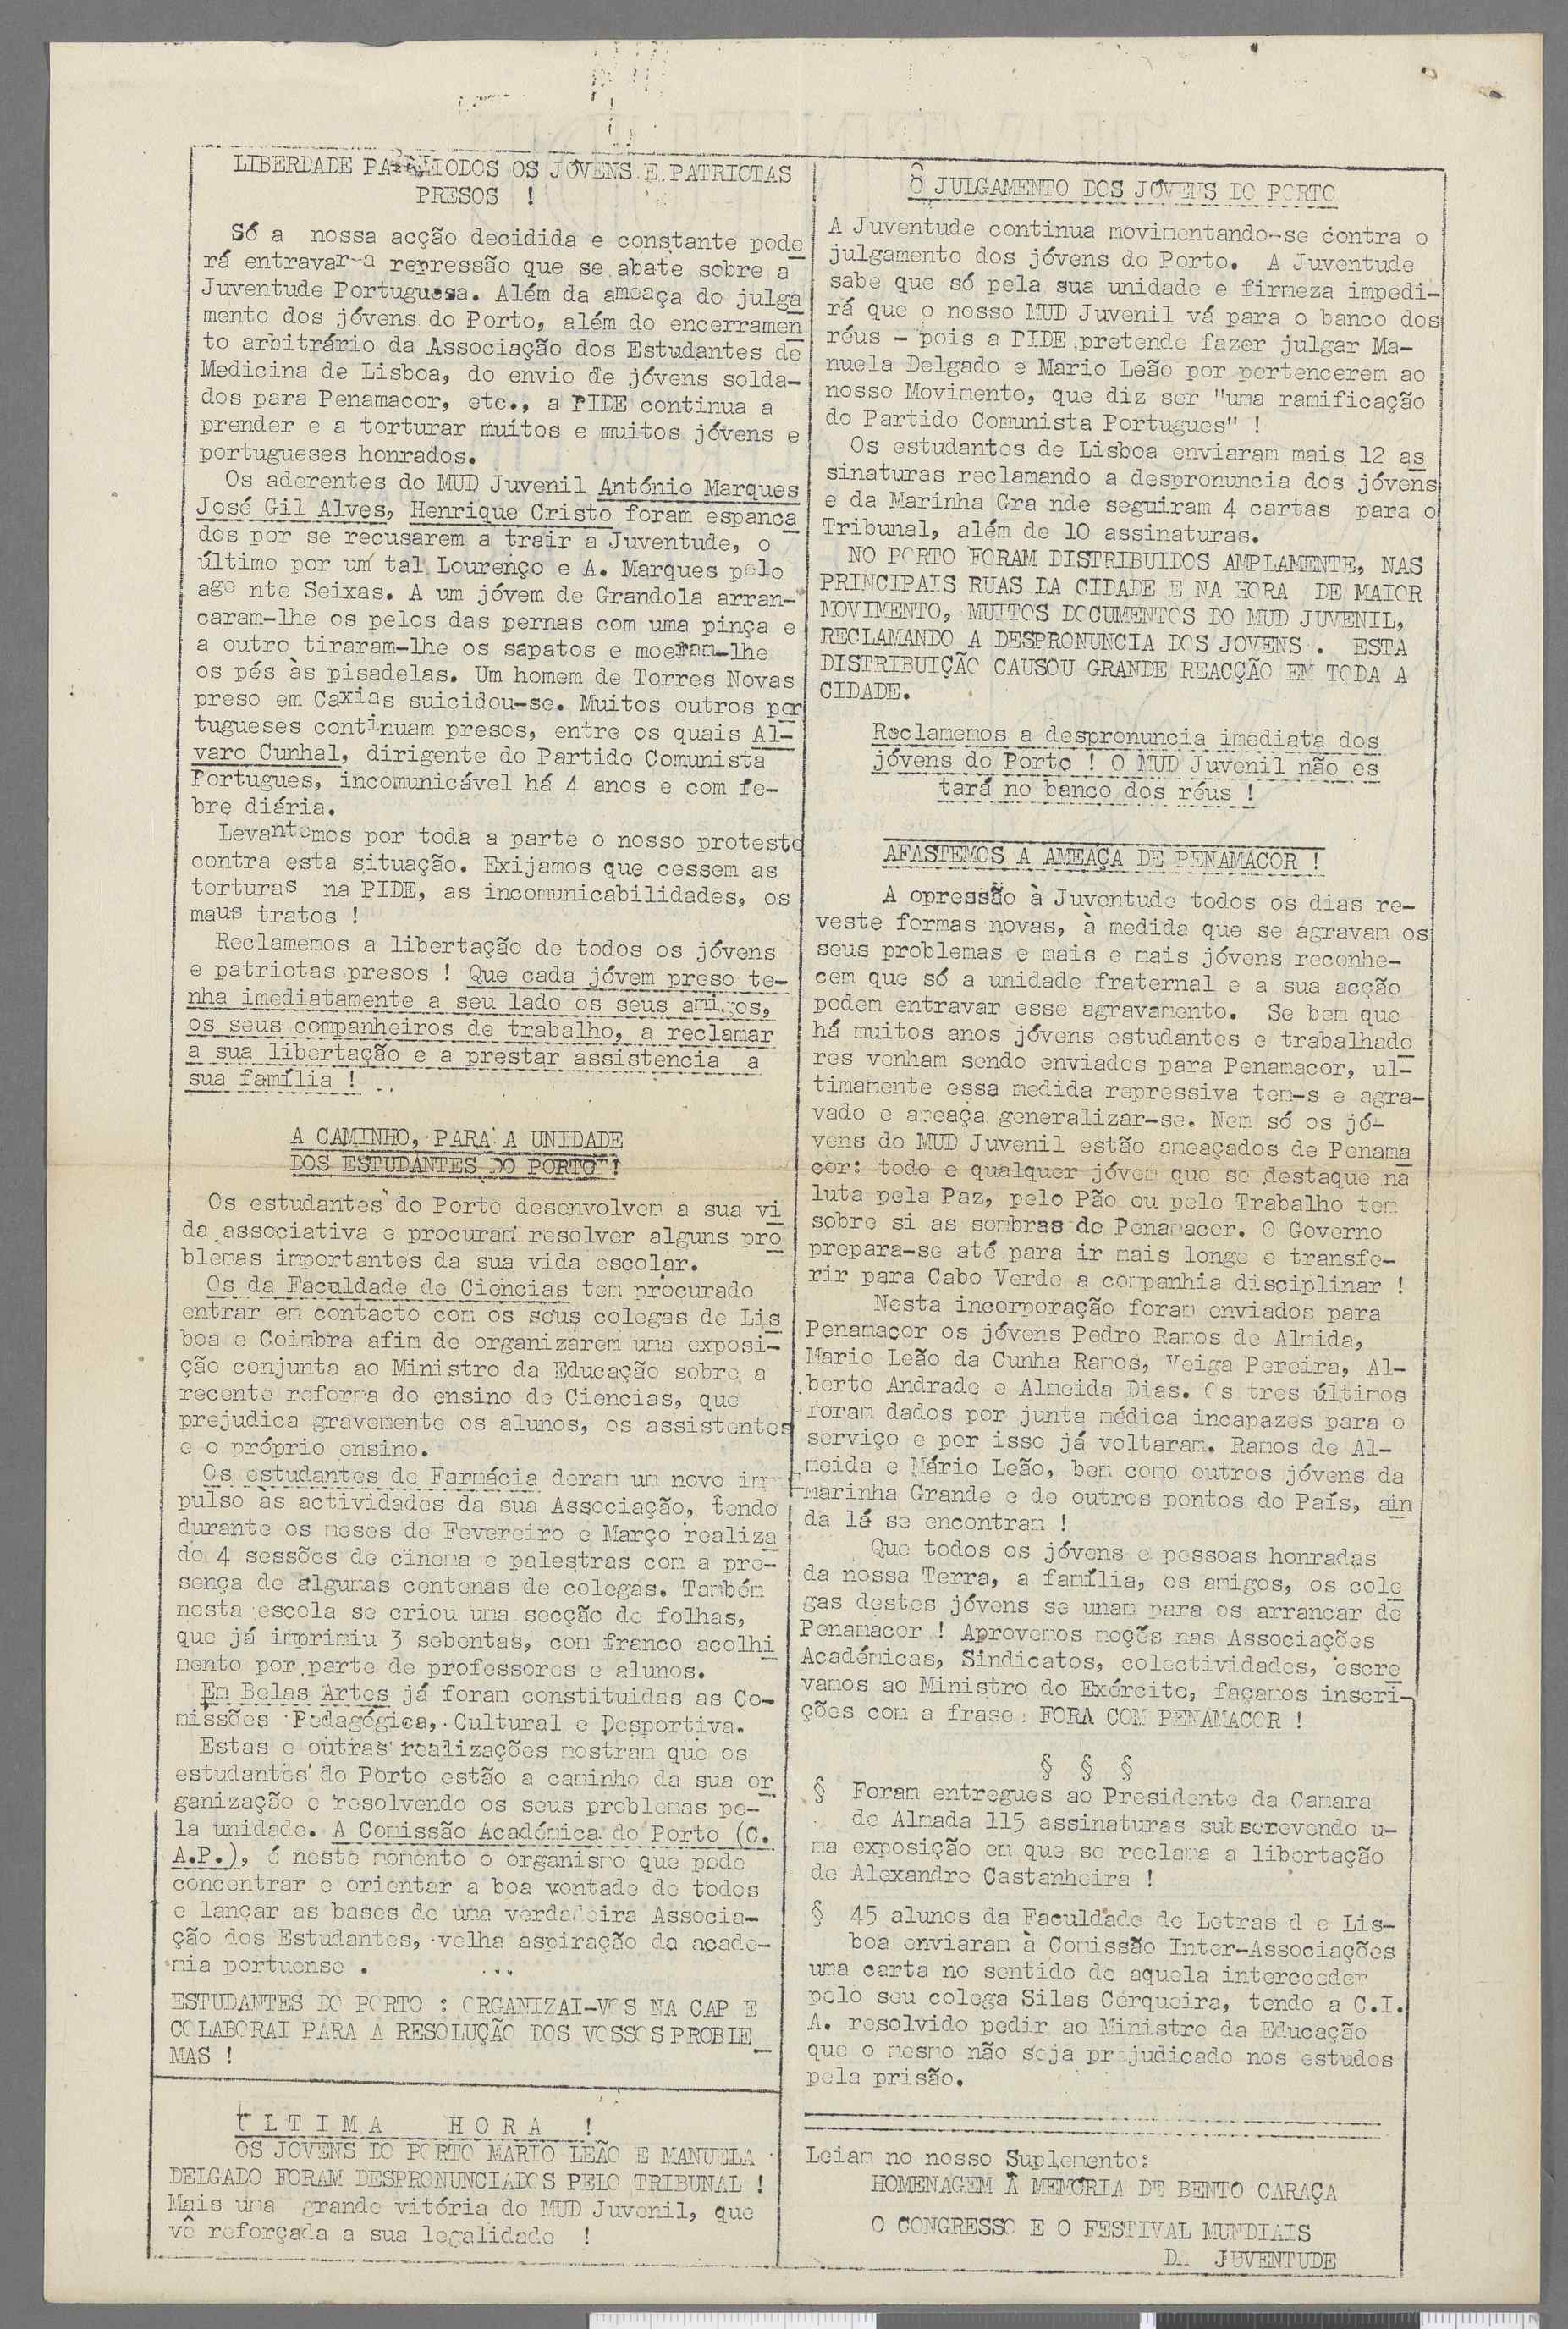 LIBERDADE PARA TODOS OS JÓVENS E PATRIOTAS
PRESOS !
Só a nossa acção decidida e constante pode
rá entravar a repressão que se abate sobre a
Juventude Portuguesa. Além da ameaça do julga
mento dos jóvens do Porto, além do encerramen
to arbitrário da Associação dos Estudantes de
Medicina de Lisboa, do envio de jóvens solda-
dos para Penamacor, etc., a PIDE continua a
prender e a torturar muitos e muitos jóvens e
portugueses honrados.
Os aderentes do MUD Juvenil António Marques
José Gil Alves, Henrique Cristo foram espanca
dos por se recusarem a trair a Juventude, o
último por um tal Lourenço e A. Marques pelo
age nte Seixas. A um jóvem de Grandola arran-
caram-lhe os pelos das pernas com uma pinça e
a outro tiraram-lhe os sapatos e moeram-lhe
os pés às pisadelas. Um homem de Torres Novas
preso em Caxias suicidou-se. Muitos outros por
tugueses continuam presos, entre os quais Al-
varo Cunhal, dirigente do Partido Comunista
Portugues, incomunicável há 4 anos e com fe-
bre diária.
Levantemos por toda a parte o nosso protesto
contra esta situação. Exijamos que cessem as
torturas na PIDE, as incomunicabilidades, os
maus tratos !
Reclamemos a libertação de todos os jóvens
e patriotas presos ! Que cada jóvem preso te-
nha imediatamente a seu lado os seus amigos,
os seus companheiros de trabalho, a reclamar
a sua libertação e a prestar assistencia a
sua família !
A CAMINHO, PARA A UNIDADE
DOS ESTUDANTES DO PORTO !
Os estudantes do Porto desenvolvem a sua vi
da associativa e procuram resolver alguns pro
blemas importantes da sua vida escolar.
Os da Faculdade de Ciencias tem procurado
entrar em contacto com os seus colegas de Lis
boa e Coimbra afim de organizarem uma exposi-
ção conjunta ao Ministro da Educação sobre a
recente reforma do ensino de Ciencias, que
prejudica gravemente os alunos, os assistentes
e o próprio ensino.
Os estudantes de Farmácia deram um novo im-
pulso às actividades da sua Associação, tendo
durante os meses de Fevereiro e Março realiza
do 4 sessões de cinema e palestras com a pre-
sença de algumas centenas de colegas. Também
nesta escola se criou uma secção de folhas,
que já imprimiu 3 sebentas, com franco acolhi
mento por parte de professores e alunos.
Em Belas Artes já foram constituidas as Co-
missões Pedagógica, Cultural e Desportiva.
Estas e outras realizações mostram que os
estudantes do Porto estão a caminho da sua or
ganização e resolvendo os seus problemas pe-
la unidade. A Comissão Académica do Porto (C.
A.P.), é neste momento o organismo que pode
concentrar e orientar a boa vontade de todos
e lançar as bases de uma verdadeira Associa-
ção dos Estudantes, velha aspiração da acade-
mia portuense . ...
ESTUDANTES DO PORTO : ORGANIZAI-VOS NA CAP E
COLABORAI PARA A RESOLUÇÃO DOS VOSSOS PROBLE
MAS !
ÚLTIMA HORA !
OS JOVENS DO PORTO MARIO LEÃO E MANUELA
DELGADO FORAM DESPRONUNCIADOS PELO TRIBUNAL !
Mais uma grande vitória do MUD Juvenil, que
vê reforçada a sua legalidade !
O JULGAMENTO DOS JÓVENS DO PORTO
A Juventude continua movimentando-se contra o
julgamento dos jóvens do Porto. A Juventude
sabe que só pela sua unidade e firmeza impedi-
rá que o nosso MUD Juvenil vá para o banco dos
réus - pois a PIDE pretende fazer julgar Ma-
nuela Delgado e Mario Leão por pertencerem ao
nosso Movimento, que diz ser "uma ramificação
do Partido Comunista Portugues" !
Os estudantes de Lisboa enviaram mais 12 as
sinaturas reclamando a despronuncia dos jóvens
e da Marinha Gra nde seguiram 4 cartas para o
Tribunal, além de 10 assinaturas.
NO PORTO FORAM DISTRIBUIDOS AMPLAMENTE, NAS
PRINCIPAIS RUAS DA CIDADE E NA HORA DE MAIOR
MOVIMENTO, MUITOS DOCUMENTOS DO MUD JUVENIL,
RECLAMANDO A DESPRONUNCIA DOS JOVENS . ESTA
DISTRIBUIÇÃO CAUSOU GRANDE REACÇÃO EM TODA A
CIDADE.
Reclamemos a despronuncia imediata dos
jóvens do Porto ! O MUD Juvenil não es
tará no banco dos réus !
AFASTEMOS A AMEAÇA DE PENAMACOR !
A opressão à Juventude todos os dias re-
veste formas novas, à medida que se agravam os
seus problemas e mais e mais jóvens reconhe-
cem que só a unidade fraternal e a sua acção
podem entravar esse agravamento. Se bem que
há muitos anos jóvens estudantes e trabalhado
res venham sendo enviados para Penamacor, ul-
timamente essa medida repressiva tem-s e agra-
vado e ameaça generalizar-se. Nem só os jó-
vens do MUD Juvenil estão ameaçados de Penama
cor: todo e qualquer jóvem que se destaque na
luta pela Paz, pelo Pão ou pelo Trabalho tem
sobre si as sombras de Penamacor. O Governo
prepara-se até para ir mais longe e transfe-
rir para Cabo Verde a companhia disciplinar !
Nesta incorporação foram enviados para
Penamacor os jóvens Pedro Ramos de Almida,
Mario Leão da Cunha Ramos, Veiga Pereira, Al-
berto Andrade e Almeida Dias. Os tres últimos
foram dados por junta médica incapazes para o
serviço e por isso já voltaram. Ramos de Al-
meida e Mário Leão, bem como outros jóvens da
Marinha Grande e de outros pontos do País, ain
da lá se encontram !
Que todos os jóvens e pessoas honradas
da nossa Terra, a família, os amigos, os cole
gas destes jóvens se unam para os arrancar de
Penamacor ! Aprovemos moçõs nas Associações
Académicas, Sindicatos, colectividades, escre
vamos ao Ministro do Exército, façamos inscri-
ções com a frase: FORA COM PENAMACOR !
§ § §
§ Foram entregues ao Presidente da Camara
de Almada 115 assinaturas subscrevendo u-
ma exposição em que se reclama a libertação
de Alexandre Castanheira !
§ 45 alunos da Faculdade de Letras d e Lis-
boa enviaram à Comissão Inter-Associações
uma carta no sentido de aquela interceder
pelo seu colega Silas Cerqueira, tendo a C.I.
A. resolvido pedir ao Ministro da Educação
que o mesmo não seja prejudicado nos estudos
pela prisão.
Leiam no nosso Suplemento:
HOMENAGEM À MEMÓRIA DE BENTO CARAÇA
O CONGRESSO E O FESTIVAL MUNDIAIS
DA JUVENTUDE